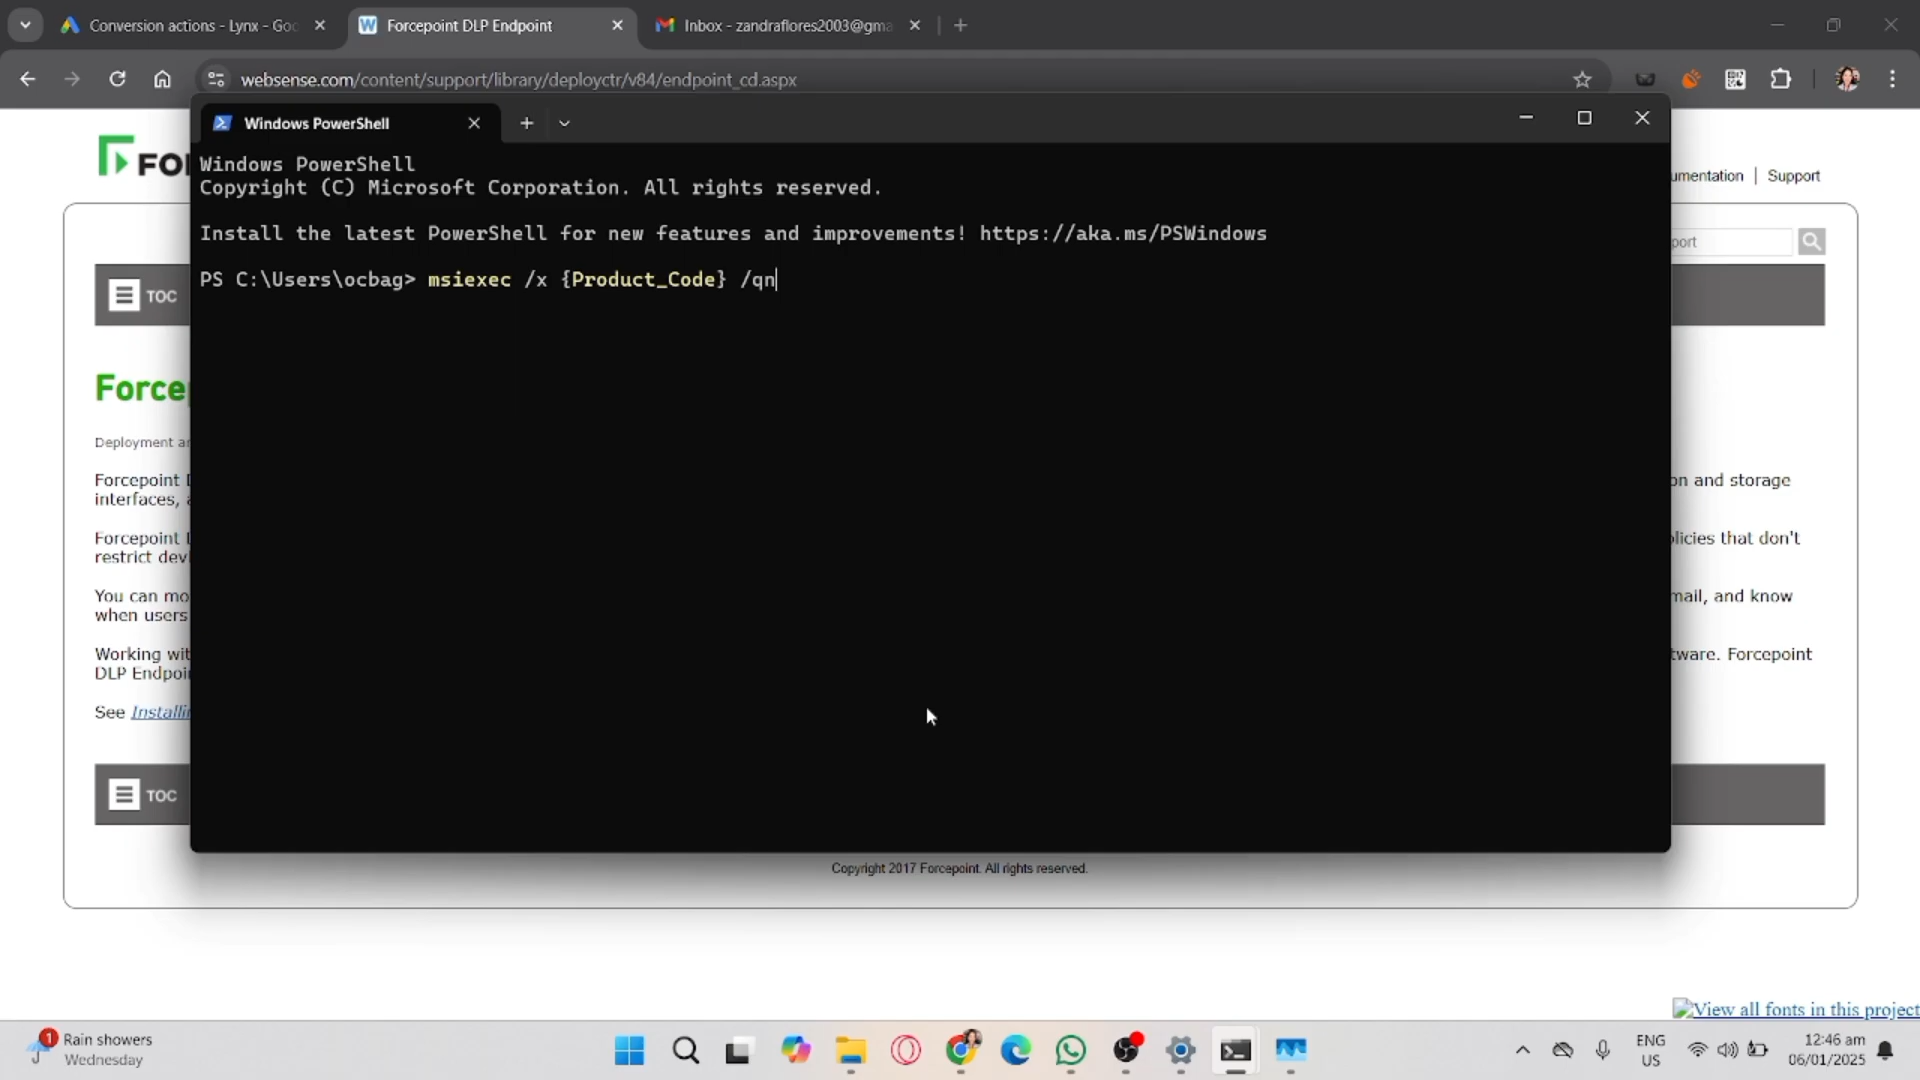 Conversion actions - Lynx - Goo
Forcepoint DLP Endpoint
Inbox - zandraflores2003@gma
websense.com/content/support/library/deployctr/v84/endpoint_cd.aspx
Windows PowerShell
Windows PowerShell
Copyright (C) Microsoft Corporation. All rights reserved.
Install the latest PowerShell for new features and improvements! https://aka.ms/PSWindows
PS C:\Users\ocbag> msiexec /x {Product_Code} /qn
FO
umentation | Support
port
TOC
Force
Deployment a
Forcepoint
on and storage
interfaces, a
Forcepoint
olicies that don't
restrict dev
You can mo
mail, and know
when users
Working wit
tware. Forcepoint
DLP Endpoi
See Installi
TOC
Copyright 2017 Forcepoint. All rights reserved.
View all fonts in this project
1
Rain showers
Wednesday
ENG
US
12:46 am
06/01/2025